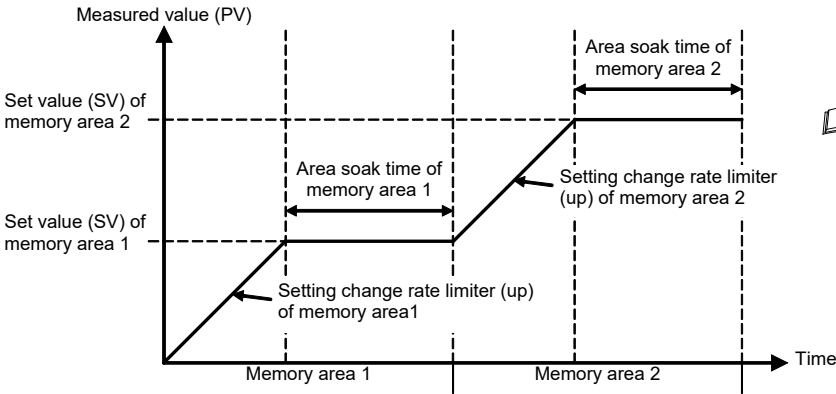 Measured value (PV)
Area soak time of
memory area 2
Set value (SV) of
memory area 2
Area soak time of
memory area 1
Setting change rate limiter
(up) of memory area 2
Set value (SV) of
memory area 1
Setting change rate limiter (up)
of memory area1
Time
Memory area 1
Memory area 2